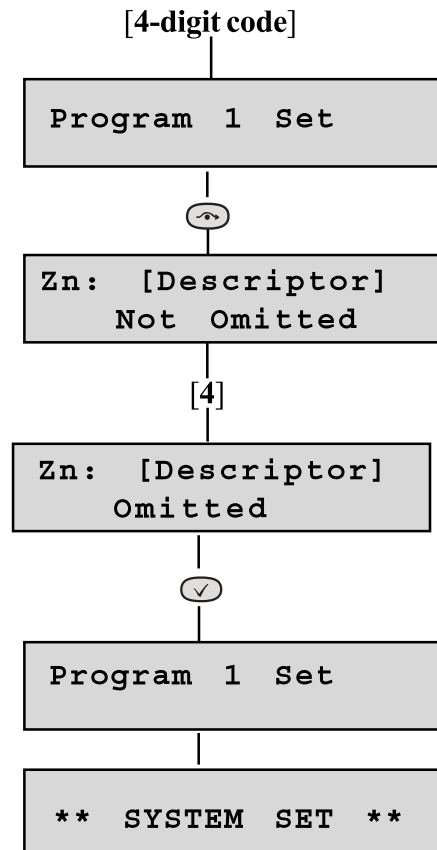 [4-digit code]
Program 1 Set
Zn: [Descriptor]
Not Omitted
[4]
Zn: [Descriptor]
Omitted
Program 1 Set
** SYSTEM SET **